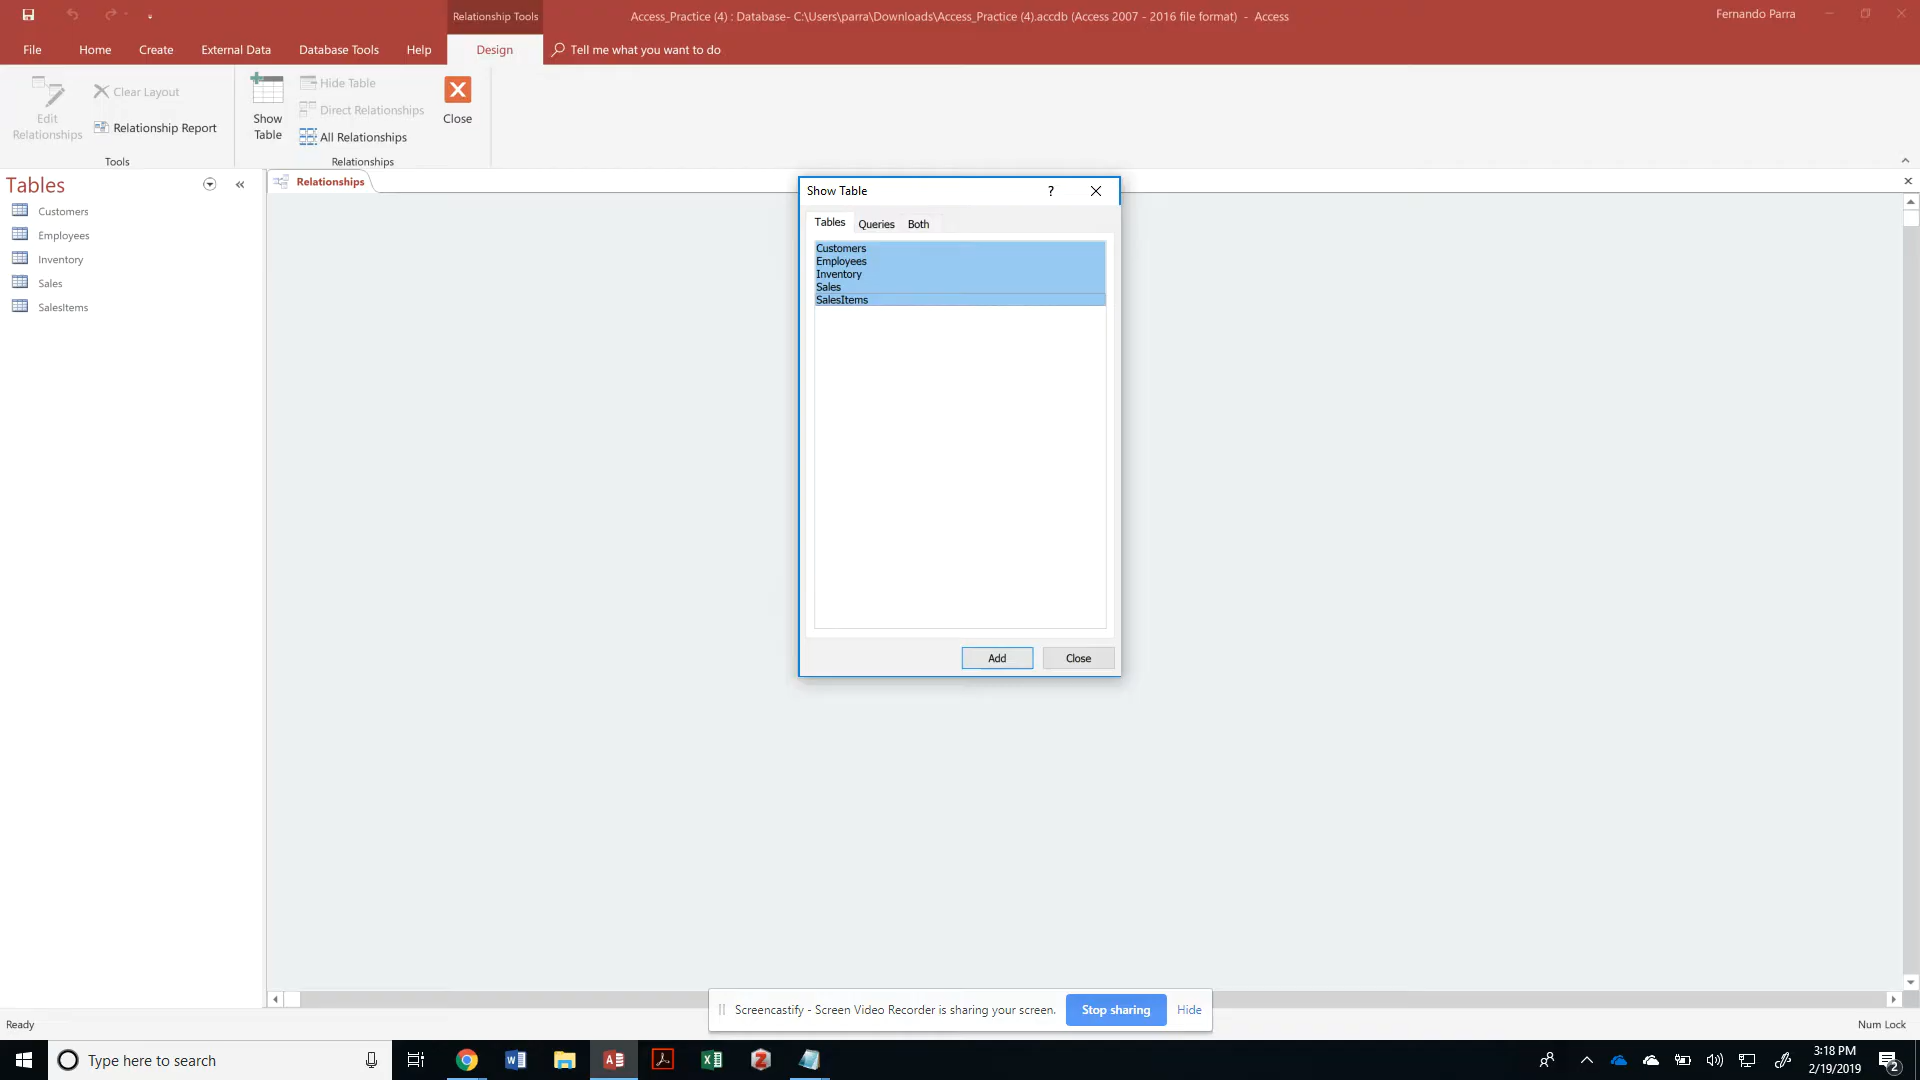 Relationship Tools
Access_Practice (4) : Database- C:\Users\parra\Downloads\Access_Practice (4).accdb (Access 2007 - 2016 file format)  -  Access
Fernando Parra
File
Home
Create
External Data
Database Tools
Help
Design
Tell me what you want to do
Edit
Relationships
Clear Layout
Relationship Report
Tools
Show
Table
Hide Table
Direct Relationships
All Relationships
Close
Relationships
Tables
Customers
Employees
Inventory
Sales
SalesItems
Relationships
Show Table
?
Tables
Queries
Both
Customers
Employees
Inventory
Sales
SalesItems
Add
Close
Screencastify - Screen Video Recorder is sharing your screen.
Stop sharing
Hide
Ready
Num Lock
Type here to search
3:18 PM
2/19/2019
2